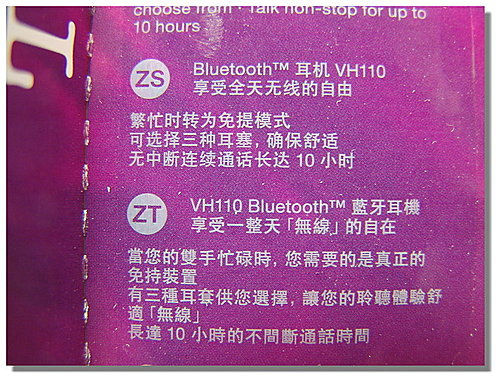 choose from · Talk non-stop for up to
10 hours
ZS
Bluetooth™ 耳机 VH110
享受全天无线的自由
繁忙时转为免提模式
可选择三种耳塞, 确保舒适
无中断连续通话长达 10 小时
ZT
VH110 Bluetooth™ 藍牙耳機
享受一整天「無線」的自在
當您的雙手忙碌時, 您需要的是真正的
免持裝置
有三種耳套供您選擇, 讓您的聆聽體驗舒
適「無線」
長達 10 小時的不間斷通話時間